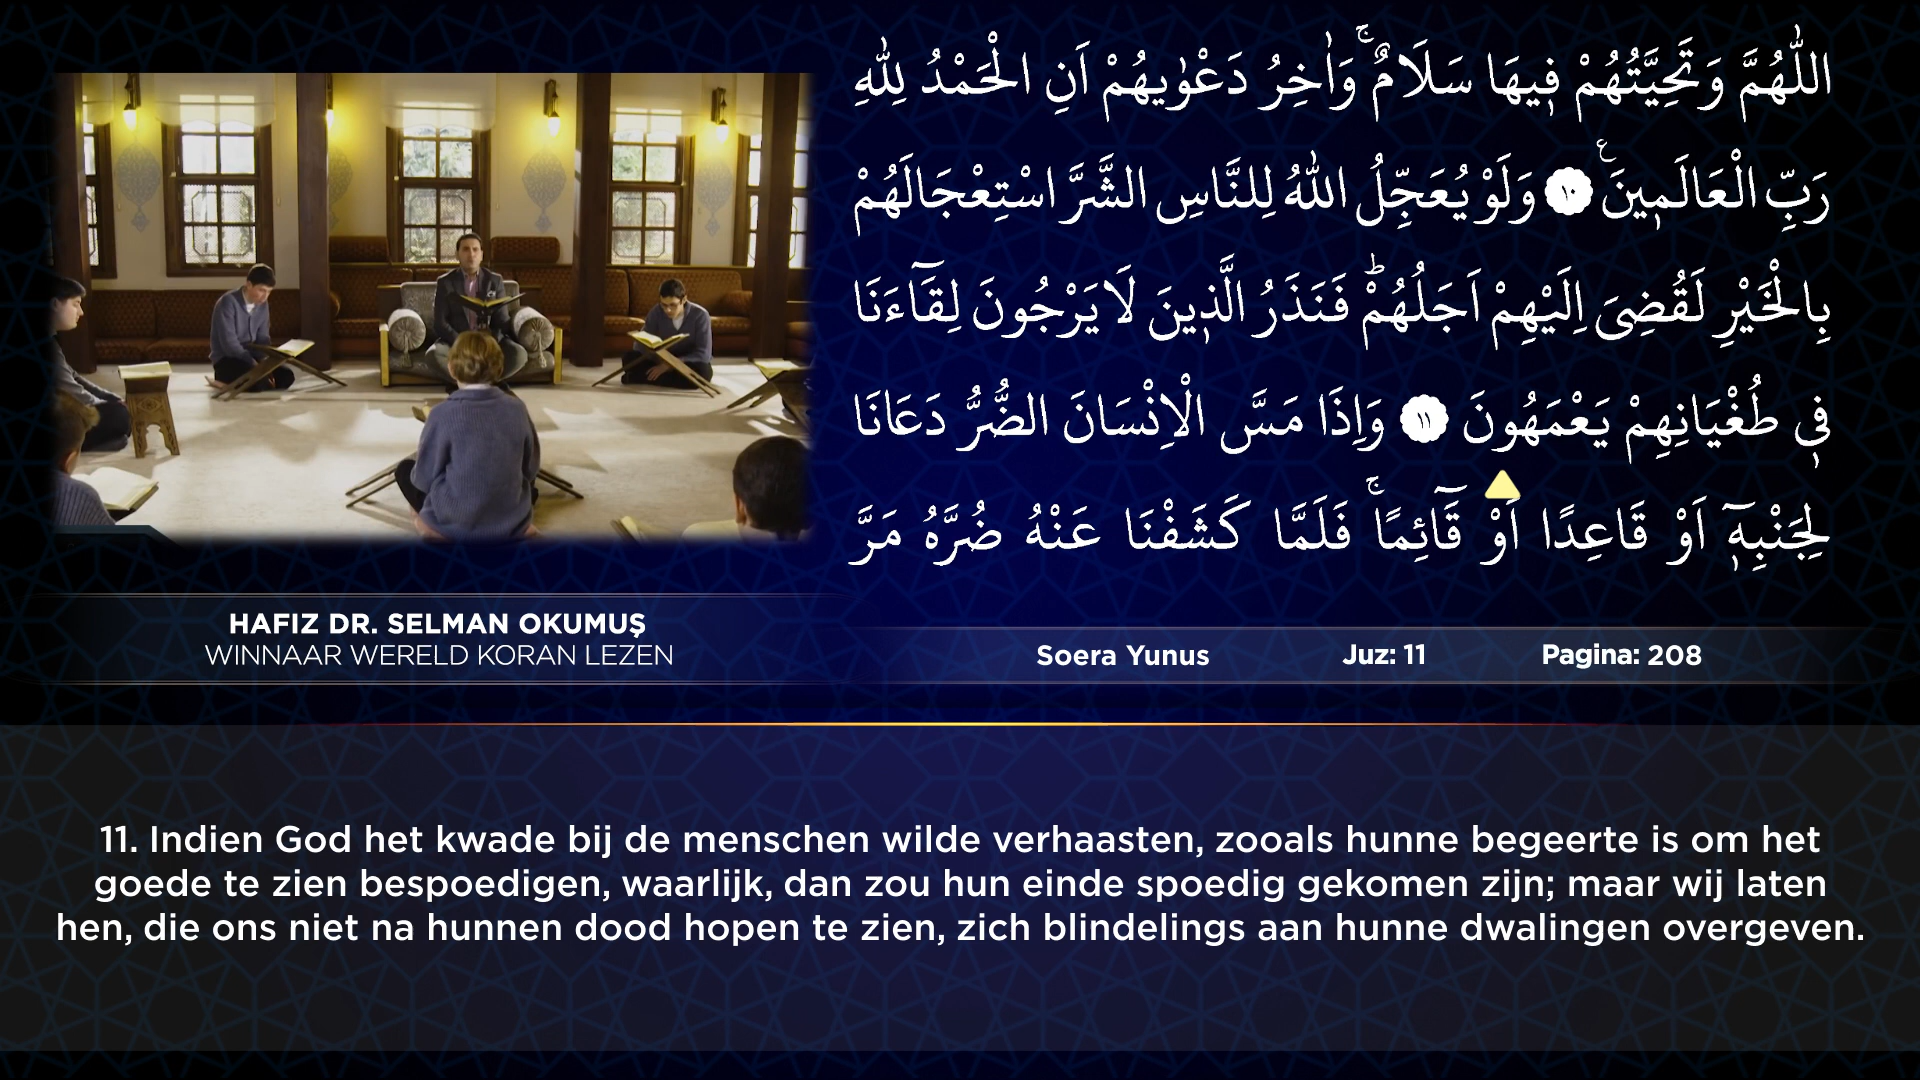 اللّٰهُمَّ وَتَحِيَّتُهُمْ فٖيهَا سَلَامٌۚ وَاٰخِرُ دَعْوٰيهُمْ اَنِ الْحَمْدُ لِلّٰهِ
رَبِّ الْعَالَمٖينَࣖ ١٠ وَلَوْ يُعَجِّلُ اللّٰهُ لِلنَّاسِ الشَّرَّ اسْتِعْجَالَهُمْ
بِالْخَيْرِ لَقُضِىَ اِلَيْهِمْ اَجَلُهُمْؕ فَنَذَرُ الَّذٖينَ لَا يَرْجُونَ لِقَٓاءَنَا
فٖى طُغْيَانِهِمْ يَعْمَهُونَ ١١ وَاِذَا مَسَّ الْاِنْسَانَ الضُّرُّ دَعَانَا
لِجَنْبِهٖٓ اَوْ قَاعِدًا اَوْ قَٓائِمًاۚ فَلَمَّا كَشَفْنَا عَنْهُ ضُرَّهُ مَرَّ
HAFIZ DR. SELMAN OKUMUŞ
WINNAAR WERELD KORAN LEZEN
Soera Yunus Juz: 11 Pagina: 208
11. Indien God het kwade bij de menschen wilde verhaasten, zooals hunne begeerte is om het
goede te zien bespoedigen, waarlijk, dan zou hun einde spoedig gekomen zijn; maar wij laten
hen, die ons niet na hunnen dood hopen te zien, zich blindelings aan hunne dwalingen overgeven.